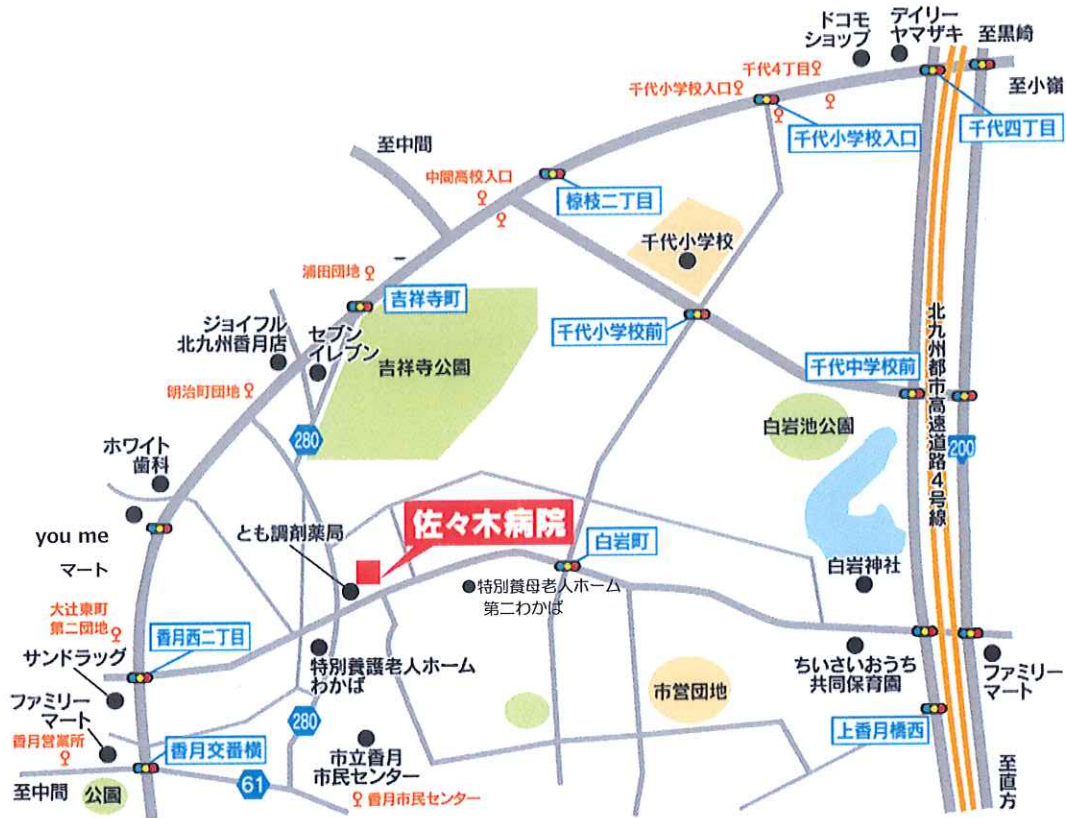 ドコモ
ショップ
デイリー
ヤマザキ
至黒崎
至小嶺
千代4丁目
千代小学校入口
千代小学校入口
千代四丁目
至中間
中間高校入口
椋枝二丁目
千代小学校
浦田団地
吉祥寺町
ジョイフル
北九州香月店
セブン
イレブン
吉祥寺公園
千代小学校前
千代中学校前
北九州都市高速道路4号線
明治町団地
280
白岩池公園
200
ホワイト
歯科
you me
マート
とも調剤薬局
佐々木病院
白岩町
特別養母老人ホーム
第二わかば
白岩神社
大辻東町
第二団地
香月西二丁目
サンドラッグ
特別養護老人ホーム
わかば
ちいさいおうち
共同保育園
ファミリー
マート
市営団地
ファミリー
マート
香月営業所
香月交番横
280
市立香月
市民センター
上香月橋西
至中間
公園
61
香月市民センター
至直方